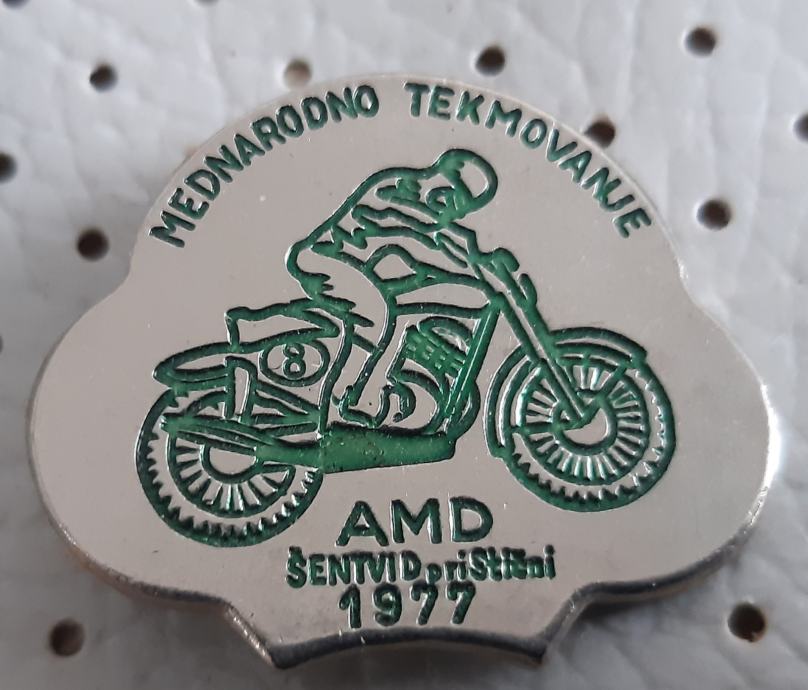 MEDNARODNO TEKMOVANJE
8
AMD
ŠENTVID pri Stični
1977